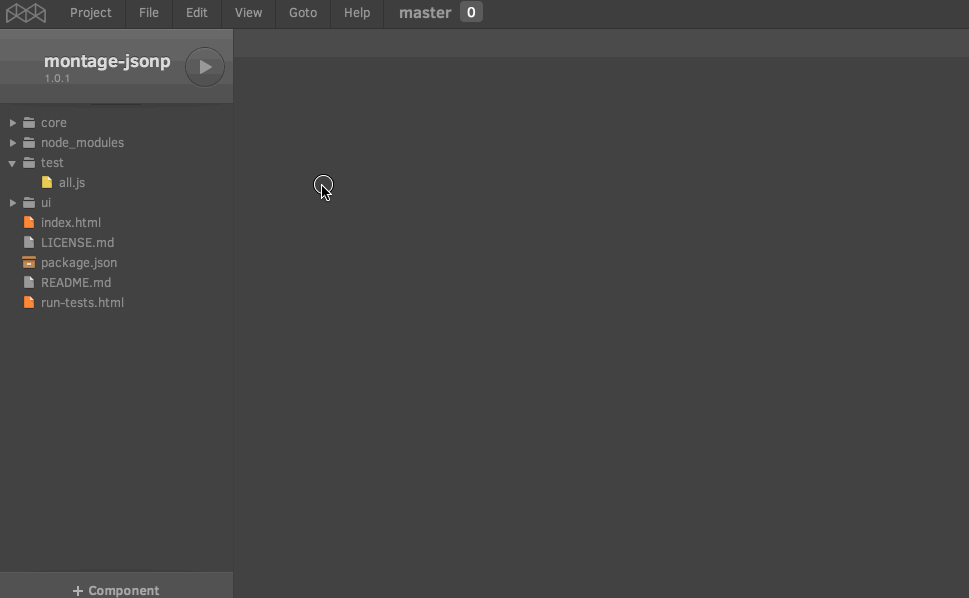 Project File Edit View Goto Help master 0
montage-jsonp
1.0.1
core
node_modules
test
all.js
ui
index.html
LICENSE.md
package.json
README.md
run-tests.html
+ Component